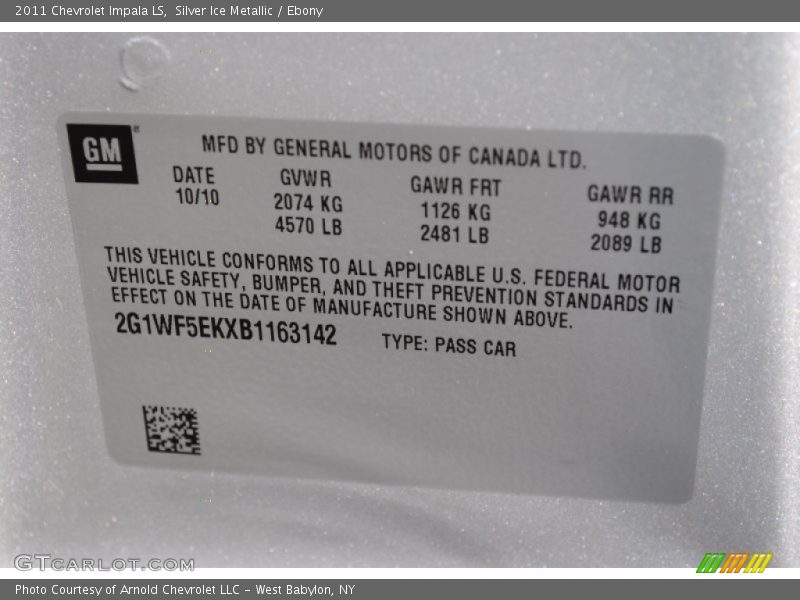 2011 Chevrolet Impala LS, Silver Ice Metallic / Ebony
GM
MFD BY GENERAL MOTORS OF CANADA LTD.
DATE GVWR GAWR FRT GAWR RR
10/10 2074 KG 1126 KG 948 KG
4570 LB 2481 LB 2089 LB
THIS VEHICLE CONFORMS TO ALL APPLICABLE U.S. FEDERAL MOTOR
VEHICLE SAFETY, BUMPER, AND THEFT PREVENTION STANDARDS IN
EFFECT ON THE DATE OF MANUFACTURE SHOWN ABOVE.
2G1WF5EKXB1163142 TYPE: PASS CAR
GTCARLOT.COM
Photo Courtesy of Arnold Chevrolet LLC - West Babylon, NY